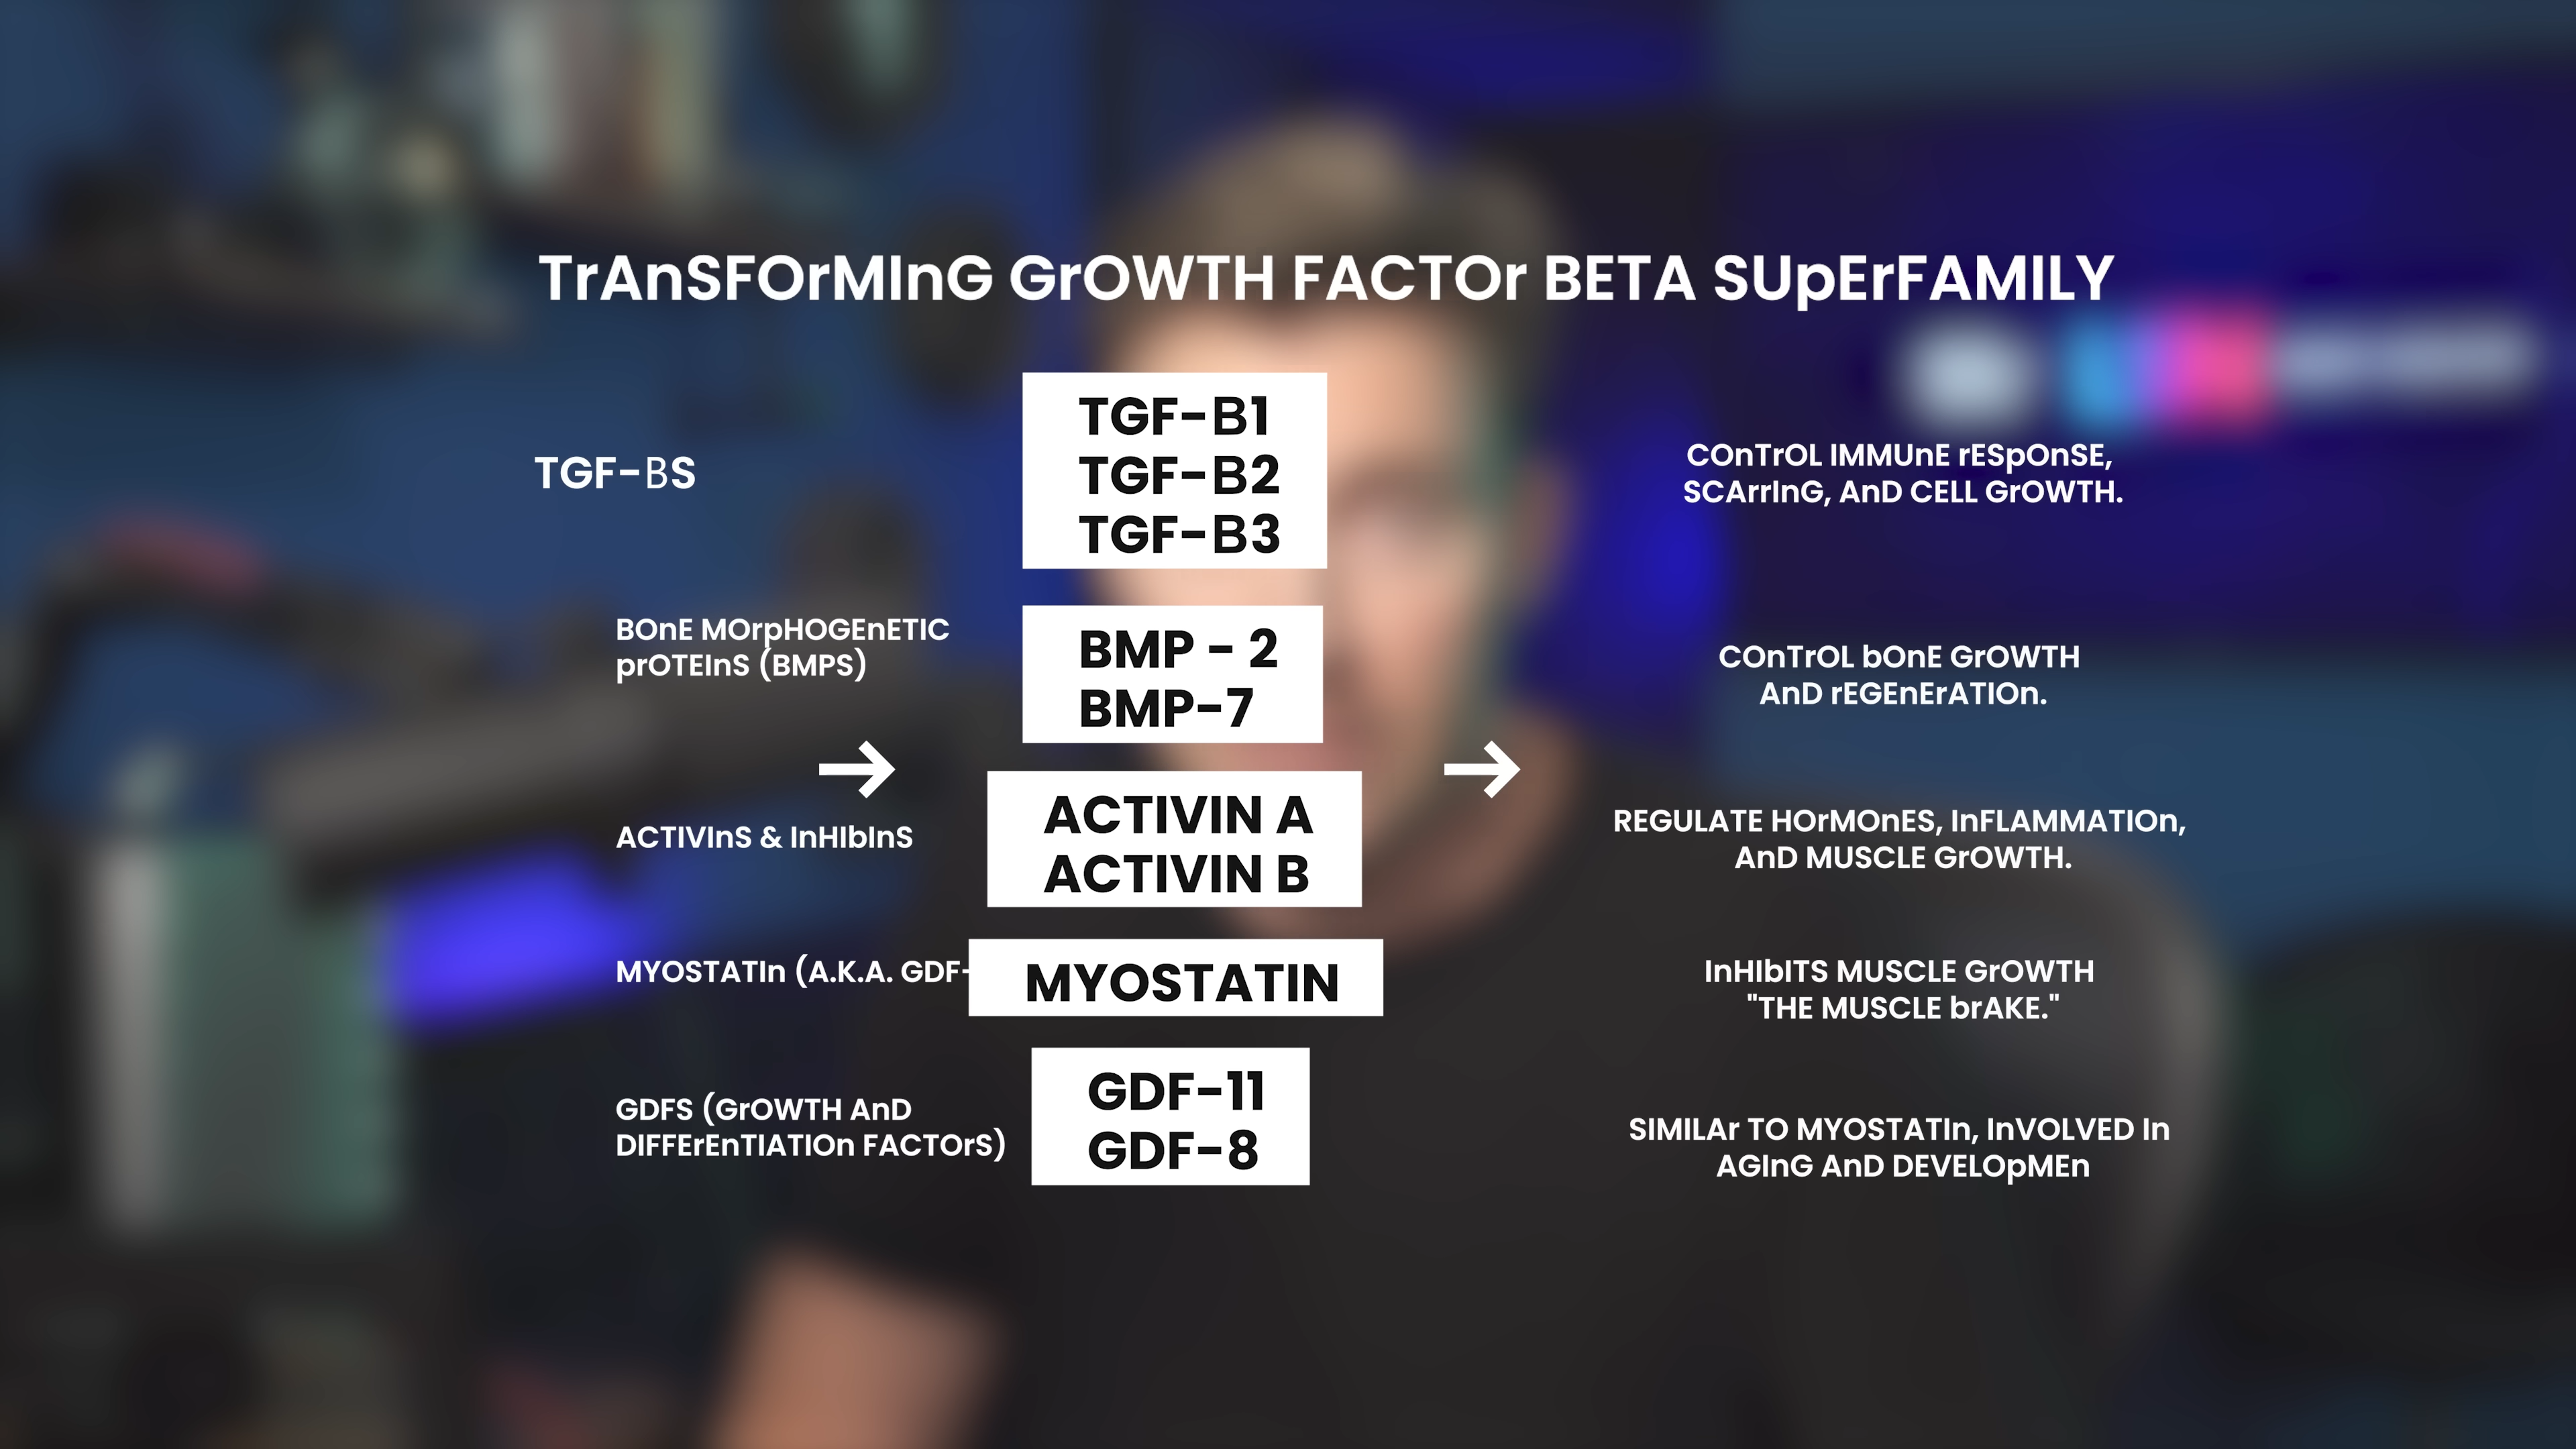 TrAnSFOrMInG GrOWTH FACTOr BETA SUpErFAMILY
TGF-BS
TGF-B1
TGF-B2
TGF-B3
COnTrOL IMMUnE rESpOnSE,
SCArrInG, AnD CELL GrOWTH.
BOnE MOrpHOGEnETIC
prOTEInS (BMPS)
BMP - 2
BMP-7
COnTrOL bOnE GrOWTH
AnD rEGEnErATIOn.
ACTIVInS & InHIbInS
ACTIVIN A
ACTIVIN B
REGULATE HOrMOnES, InFLAMMATIOn,
AnD MUSCLE GrOWTH.
MYOSTATIn (A.K.A. GDF-
MYOSTATIN
InHIbITS MUSCLE GrOWTH
"THE MUSCLE brAKE."
GDFS (GrOWTH AnD
DIFFErEnTIATIOn FACTOrS)
GDF-11
GDF-8
SIMILAr TO MYOSTATIn, InVOLVED In
AGInG AnD DEVELOpMEn